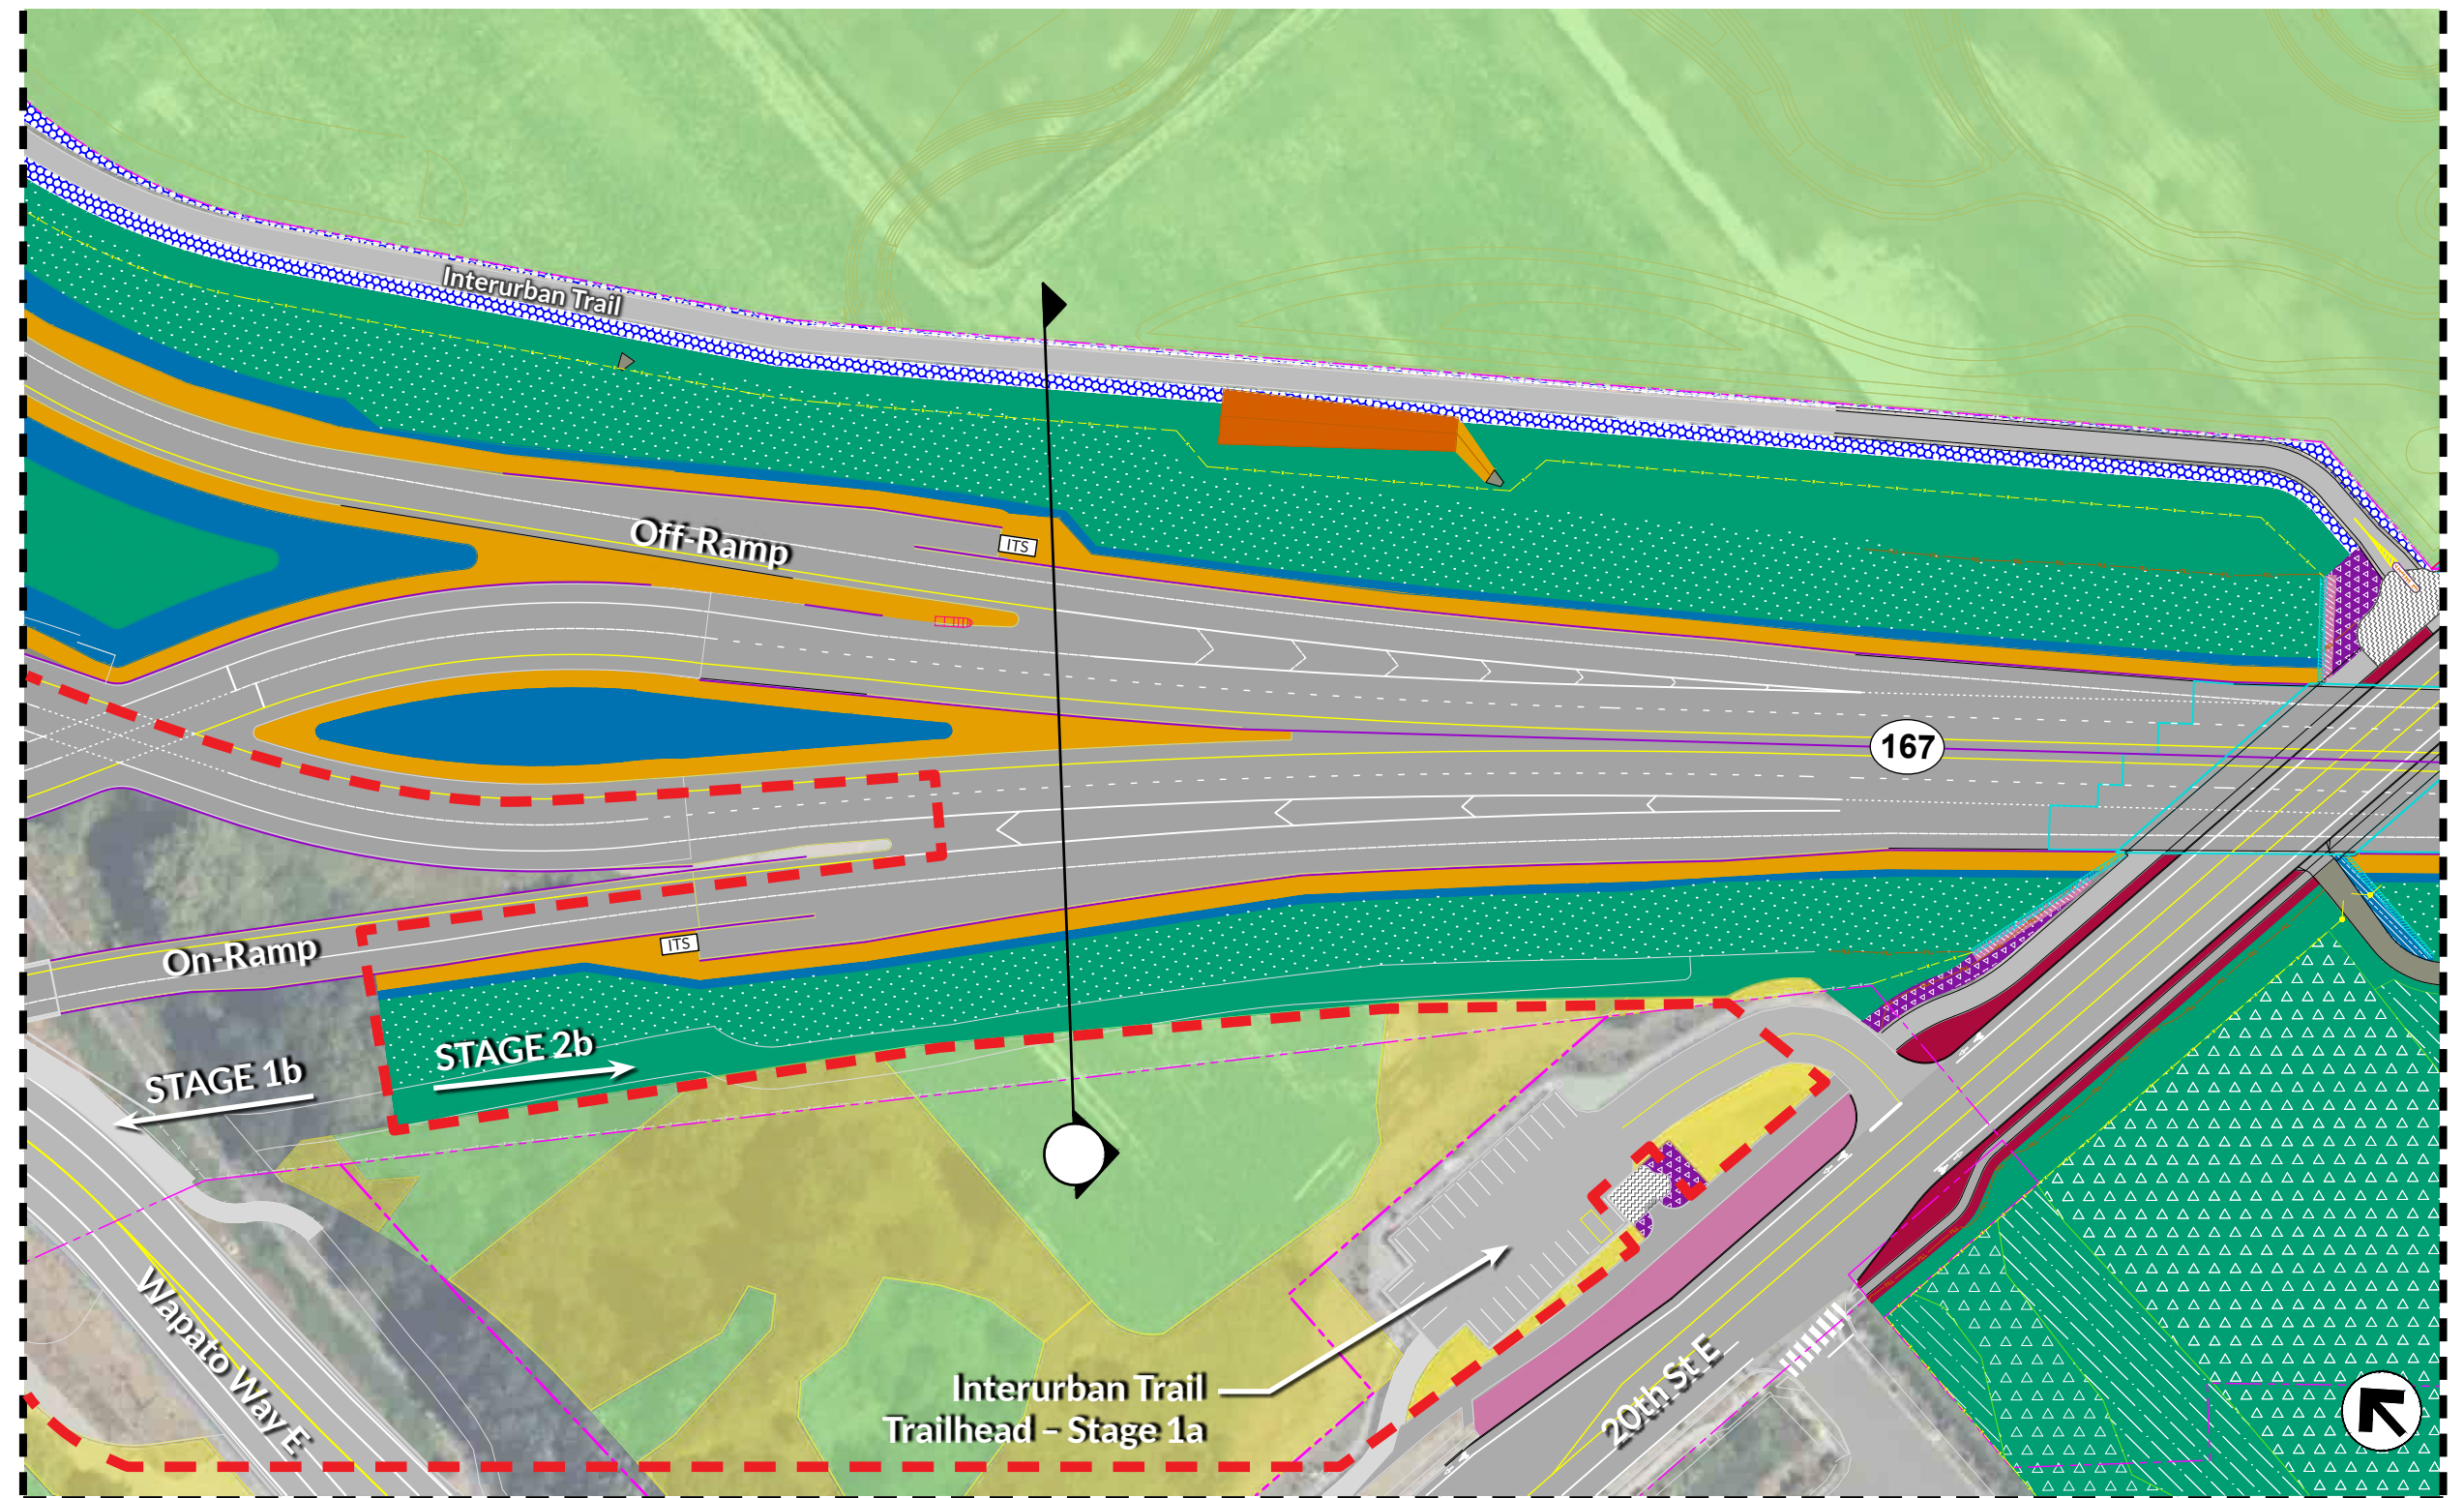 Interurban Trail
Off-Ramp
ITS
167
On-Ramp
ITS
STAGE 2b
STAGE 1b
Wapato Way E
Interurban Trail
Trailhead – Stage 1a
20th St E